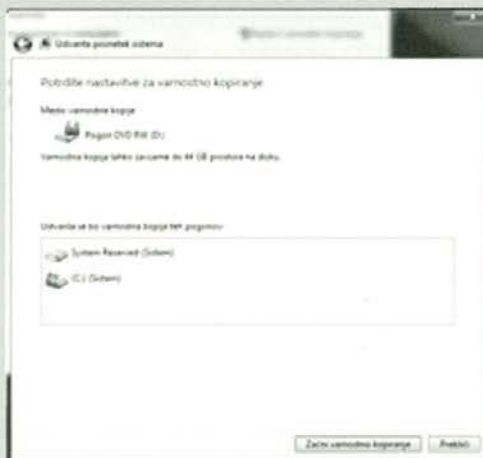 Ustvarite posnetek sistema
Potrdite nastavitve za varnostno kopiranje
Mesto varnostne kopije
Pogon DVD RW (D:)
Varnostna kopija lahko zavzame do 44 GB prostora na disku.
Ustvarila se bo varnostna kopija teh pogonov:
System Reserved (Sistem)
(C:) (Sistem)
Začni varnostno kopiranje
Prekliči